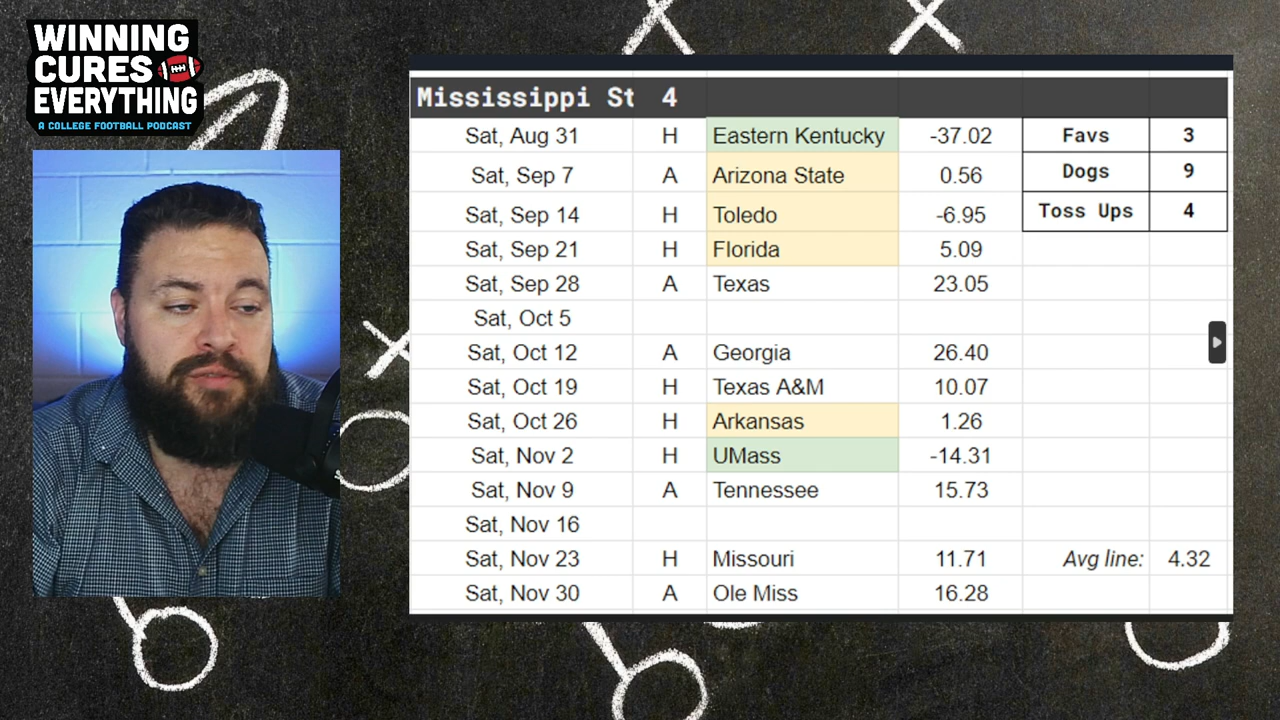 WINNING
CURES
EVERYTHING
A COLLEGE FOOTBALL PODCAST
Mississippi St 4
Sat, Aug 31 H Eastern Kentucky -37.02 Favs 3
Sat, Sep 7 A Arizona State 0.56 Dogs 9
Sat, Sep 14 H Toledo -6.95 Toss Ups 4
Sat, Sep 21 H Florida 5.09
Sat, Sep 28 A Texas 23.05
Sat, Oct 5
Sat, Oct 12 A Georgia 26.40
Sat, Oct 19 H Texas A&M 10.07
Sat, Oct 26 H Arkansas 1.26
Sat, Nov 2 H UMass -14.31
Sat, Nov 9 A Tennessee 15.73
Sat, Nov 16
Sat, Nov 23 H Missouri 11.71 Avg line: 4.32
Sat, Nov 30 A Ole Miss 16.28